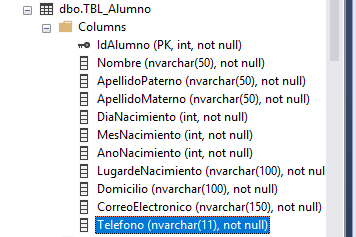 dbo.TBL_Alumno
Columns
IdAlumno (PK, int, not null)
Nombre (nvarchar(50), not null)
ApellidoPaterno (nvarchar(50), not null)
ApellidoMaterno (nvarchar(50), not null)
DiaNacimiento (int, not null)
MesNacimiento (int, not null)
AnoNacimiento (int, not null)
LugardeNacimiento (nvarchar(100), not null)
Domicilio (nvarchar(100), not null)
CorreoElectronico (nvarchar(150), not null)
Telefono (nvarchar(11), not null)